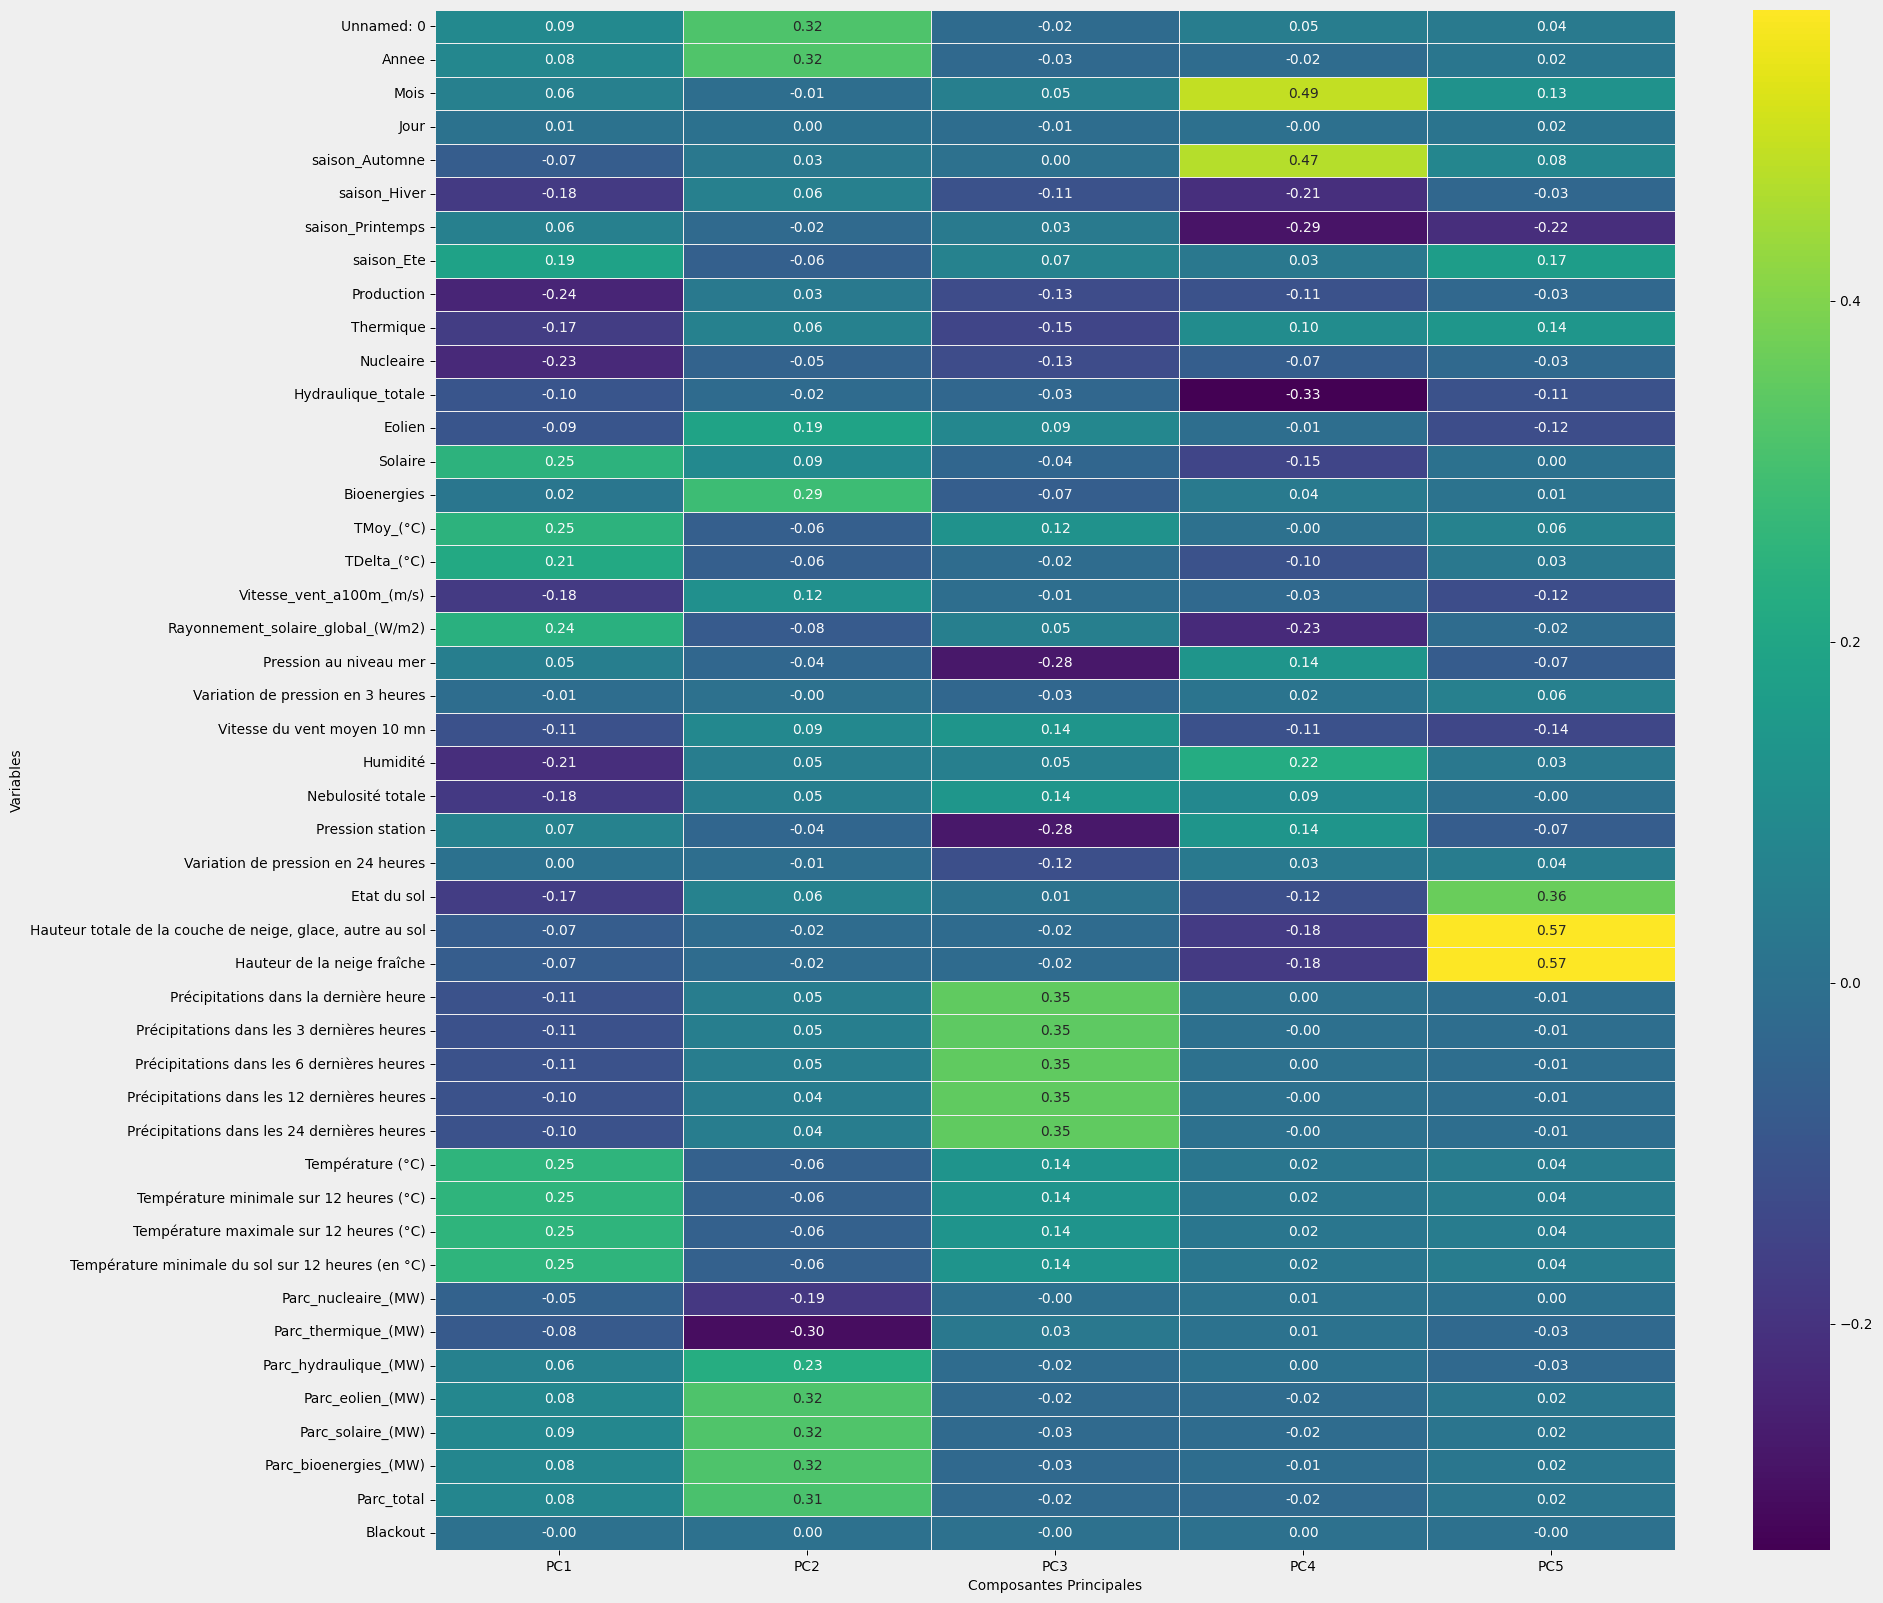 Unnamed: 0 0.09 0.32 -0.02 0.05 0.04
Annee 0.08 0.32 -0.03 -0.02 0.02
Mois 0.06 -0.01 0.05 0.49 0.13
Jour 0.01 0.00 -0.01 -0.00 0.02
saison_Automne -0.07 0.03 0.00 0.47 0.08
saison_Hiver -0.18 0.06 -0.11 -0.21 -0.03
saison_Printemps 0.06 -0.02 0.03 -0.29 -0.22
saison_Ete 0.19 -0.06 0.07 0.03 0.17
Production -0.24 0.03 -0.13 -0.11 -0.03
0.4
Thermique -0.17 0.06 -0.15 0.10 0.14
Nucleaire -0.23 -0.05 -0.13 -0.07 -0.03
Hydraulique_totale -0.10 -0.02 -0.03 -0.33 -0.11
Eolien -0.09 0.19 0.09 -0.01 -0.12
Solaire 0.25 0.09 -0.04 -0.15 0.00
Bioenergies 0.02 0.29 -0.07 0.04 0.01
TMoy_(°C) 0.25 -0.06 0.12 -0.00 0.06
TDelta_(°C) 0.21 -0.06 -0.02 -0.10 0.03
Vitesse_vent_a100m_(m/s) -0.18 0.12 -0.01 -0.03 -0.12
Rayonnement_solaire_global_(W/m2) 0.24 -0.08 0.05 -0.23 -0.02
0.2
Pression au niveau mer 0.05 -0.04 -0.28 0.14 -0.07
Variation de pression en 3 heures -0.01 -0.00 -0.03 0.02 0.06
Vitesse du vent moyen 10 mn -0.11 0.09 0.14 -0.11 -0.14
Humidité -0.21 0.05 0.05 0.22 0.03
Variables
Nebulosité totale -0.18 0.05 0.14 0.09 -0.00
Pression station 0.07 -0.04 -0.28 0.14 -0.07
Variation de pression en 24 heures 0.00 -0.01 -0.12 0.03 0.04
Etat du sol -0.17 0.06 0.01 -0.12 0.36
Hauteur totale de la couche de neige, glace, autre au sol -0.07 -0.02 -0.02 -0.18 0.57
Hauteur de la neige fraîche -0.07 -0.02 -0.02 -0.18 0.57
0.0
Précipitations dans la dernière heure -0.11 0.05 0.35 0.00 -0.01
Précipitations dans les 3 dernières heures -0.11 0.05 0.35 -0.00 -0.01
Précipitations dans les 6 dernières heures -0.11 0.05 0.35 0.00 -0.01
Précipitations dans les 12 dernières heures -0.10 0.04 0.35 -0.00 -0.01
Précipitations dans les 24 dernières heures -0.10 0.04 0.35 -0.00 -0.01
Température (°C) 0.25 -0.06 0.14 0.02 0.04
Température minimale sur 12 heures (°C) 0.25 -0.06 0.14 0.02 0.04
Température maximale sur 12 heures (°C) 0.25 -0.06 0.14 0.02 0.04
Température minimale du sol sur 12 heures (en °C) 0.25 -0.06 0.14 0.02 0.04
Parc_nucleaire_(MW) -0.05 -0.19 -0.00 0.01 0.00
−0.2
Parc_thermique_(MW) -0.08 -0.30 0.03 0.01 -0.03
Parc_hydraulique_(MW) 0.06 0.23 -0.02 0.00 -0.03
Parc_eolien_(MW) 0.08 0.32 -0.02 -0.02 0.02
Parc_solaire_(MW) 0.09 0.32 -0.03 -0.02 0.02
Parc_bioenergies_(MW) 0.08 0.32 -0.03 -0.01 0.02
Parc_total 0.08 0.31 -0.02 -0.02 0.02
Blackout -0.00 0.00 -0.00 0.00 -0.00
PC1 PC2 PC3 PC4 PC5
Composantes Principales